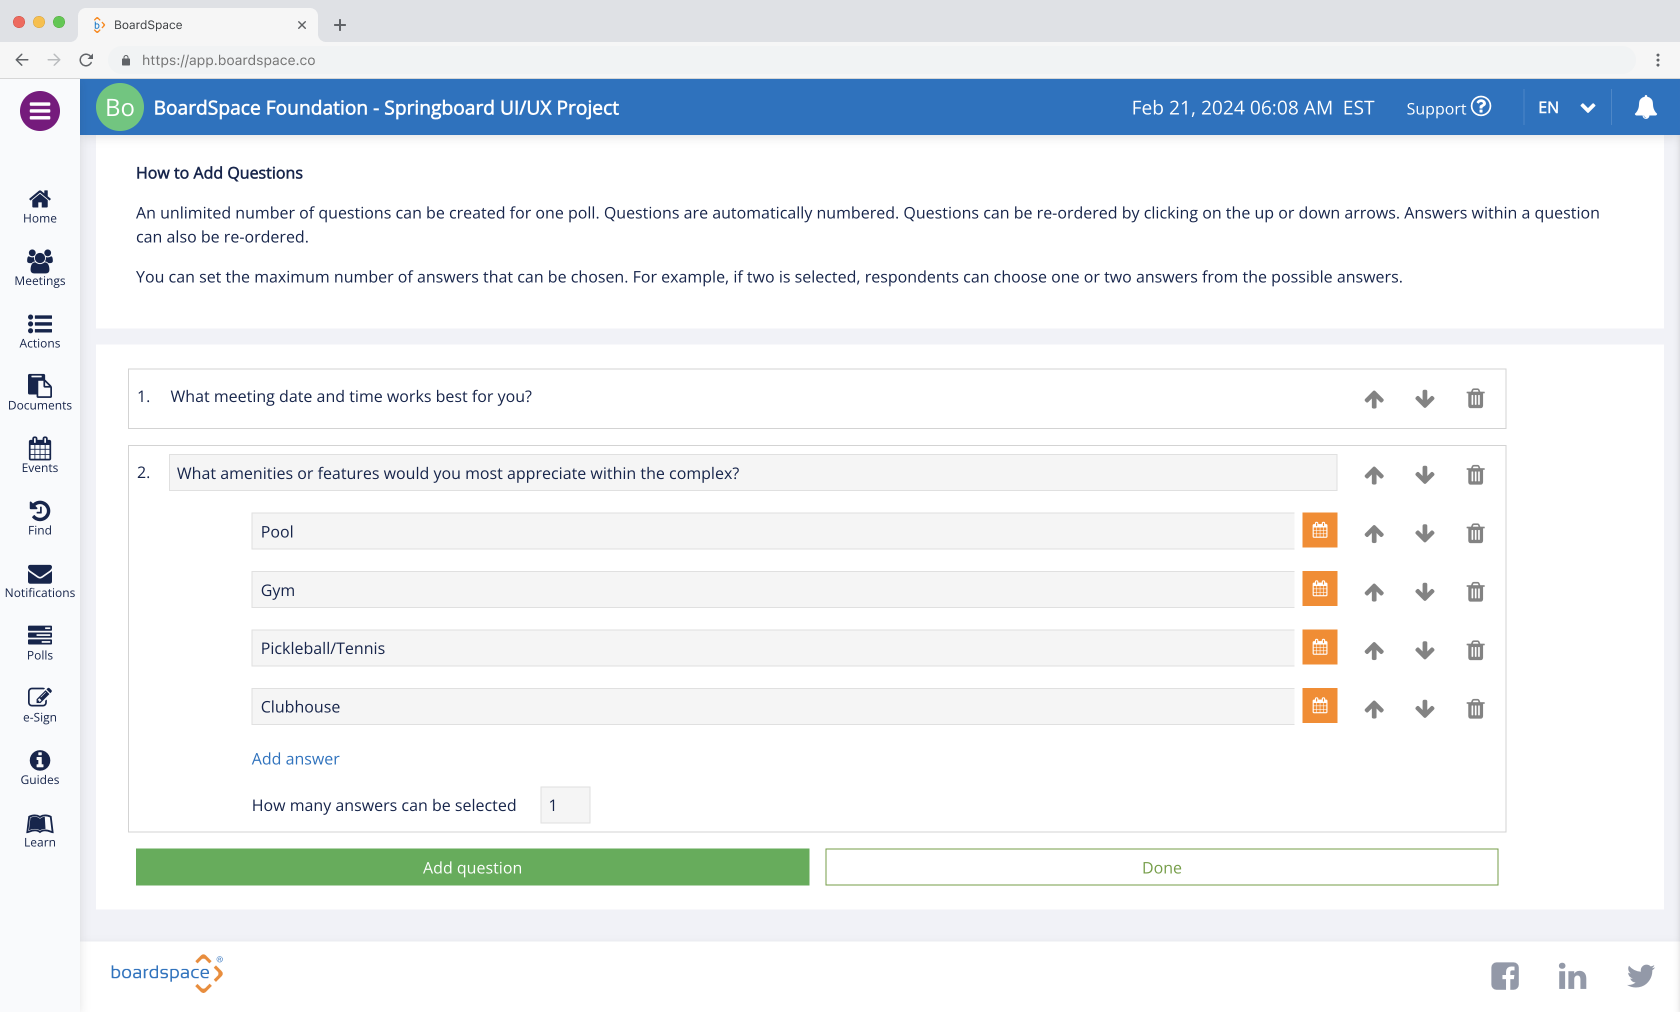 BoardSpace
https://app.boardspace.co
Bo BoardSpace Foundation - Springboard UI/UX Project Feb 21, 2024 06:08 AM EST Support EN
Home
Meetings
Actions
Documents
Events
Find
Notifications
Polls
e-Sign
Guides
Learn
How to Add Questions
An unlimited number of questions can be created for one poll. Questions are automatically numbered. Questions can be re-ordered by clicking on the up or down arrows. Answers within a question
can also be re-ordered.
You can set the maximum number of answers that can be chosen. For example, if two is selected, respondents can choose one or two answers from the possible answers.
1. What meeting date and time works best for you?
2. What amenities or features would you most appreciate within the complex?
Pool
Gym
Pickleball/Tennis
Clubhouse
Add answer
How many answers can be selected 1
Add question Done
boardspace®